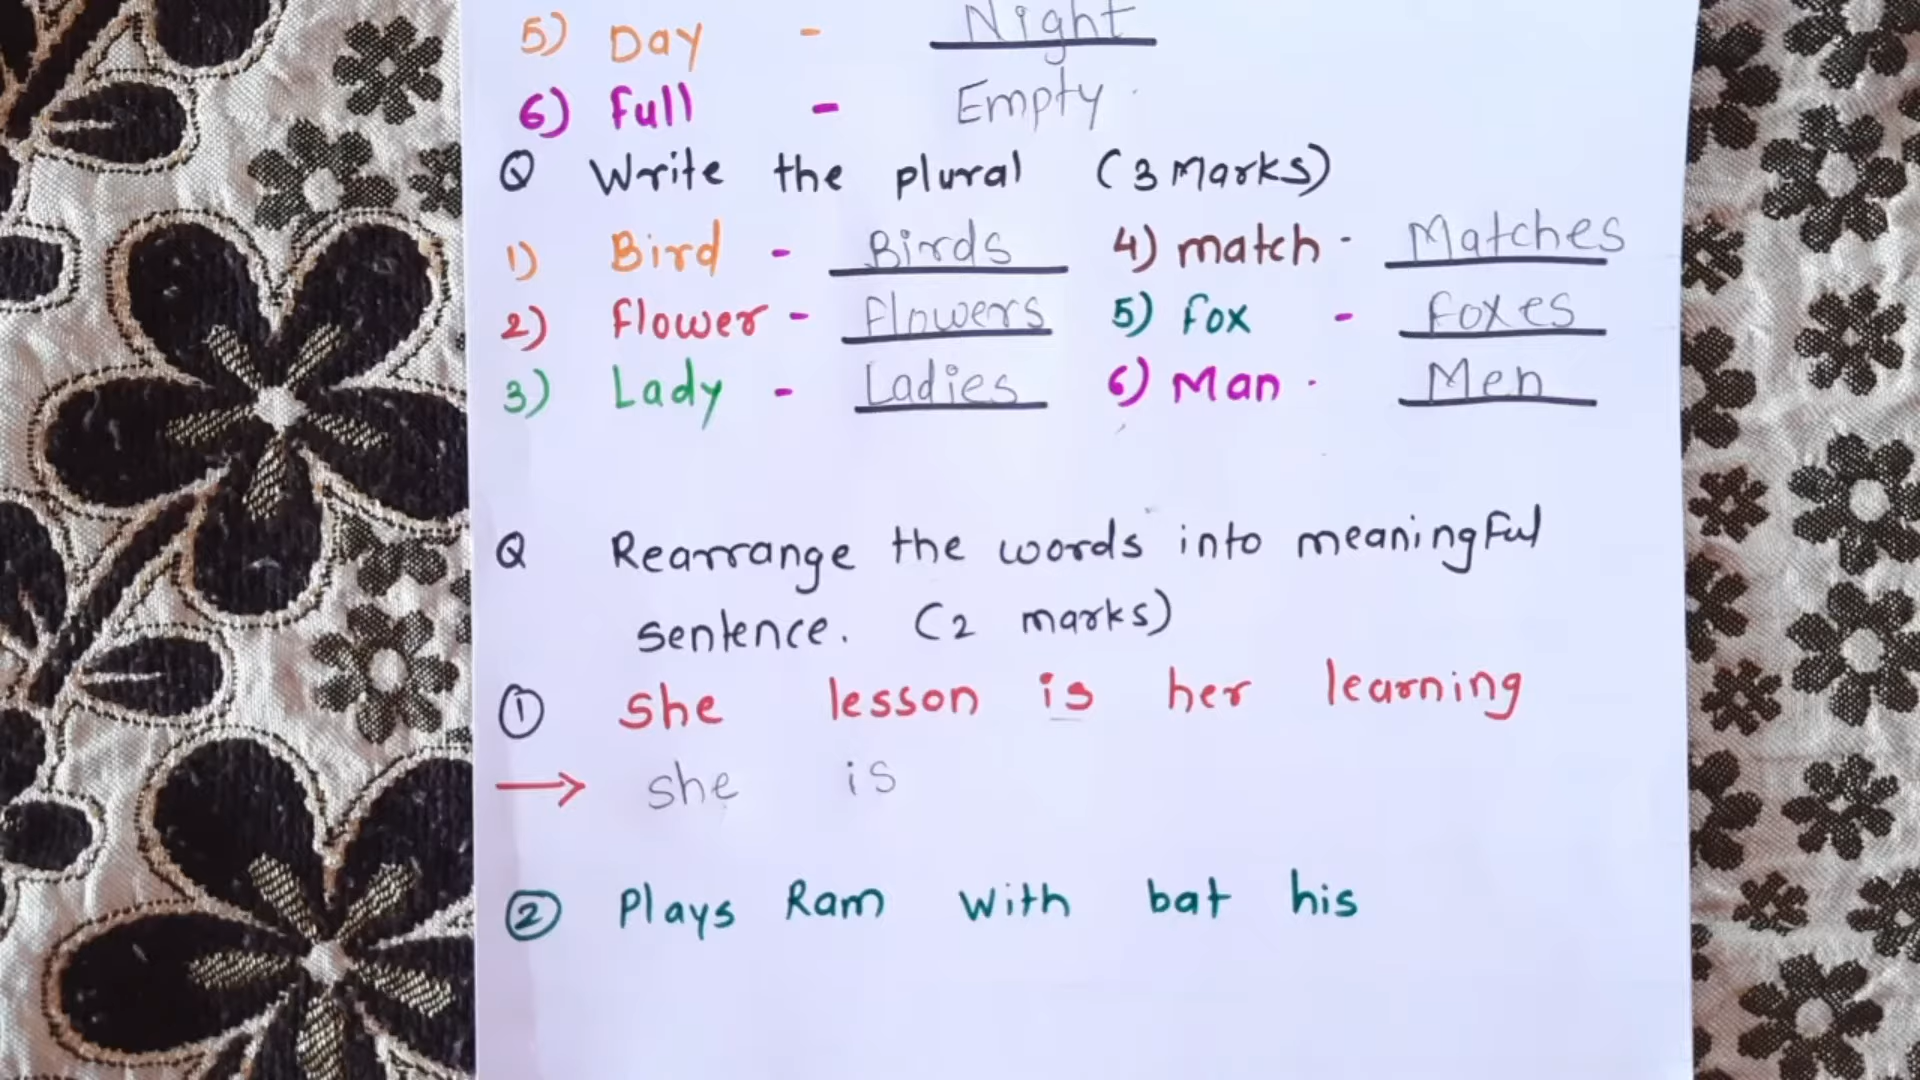 5) Day - Night
6) Full - Empty
Q Write the plural (3 Marks)
1) Bird - Birds 4) match - Matches
2) Flower - Flowers 5) Fox - Foxes
3) Lady - Ladies 6) Man - Men
Q Rearrange the words into meaningful
sentence. (2 marks)
① She lesson is her learning
→ She is
② Plays Ram with bat his